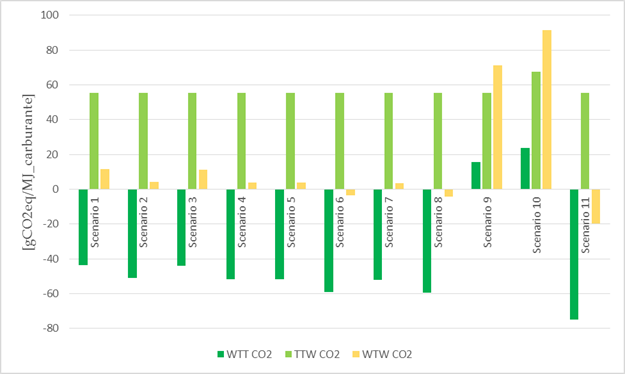 100
80
60
40
20
0
-20
-40
-60
-80
[gCO2eq/MJ_carburante]
Scenario 1
Scenario 2
Scenario 3
Scenario 4
Scenario 5
Scenario 6
Scenario 7
Scenario 8
Scenario 9
Scenario 10
Scenario 11
WTT CO2 TTW CO2 WTW CO2